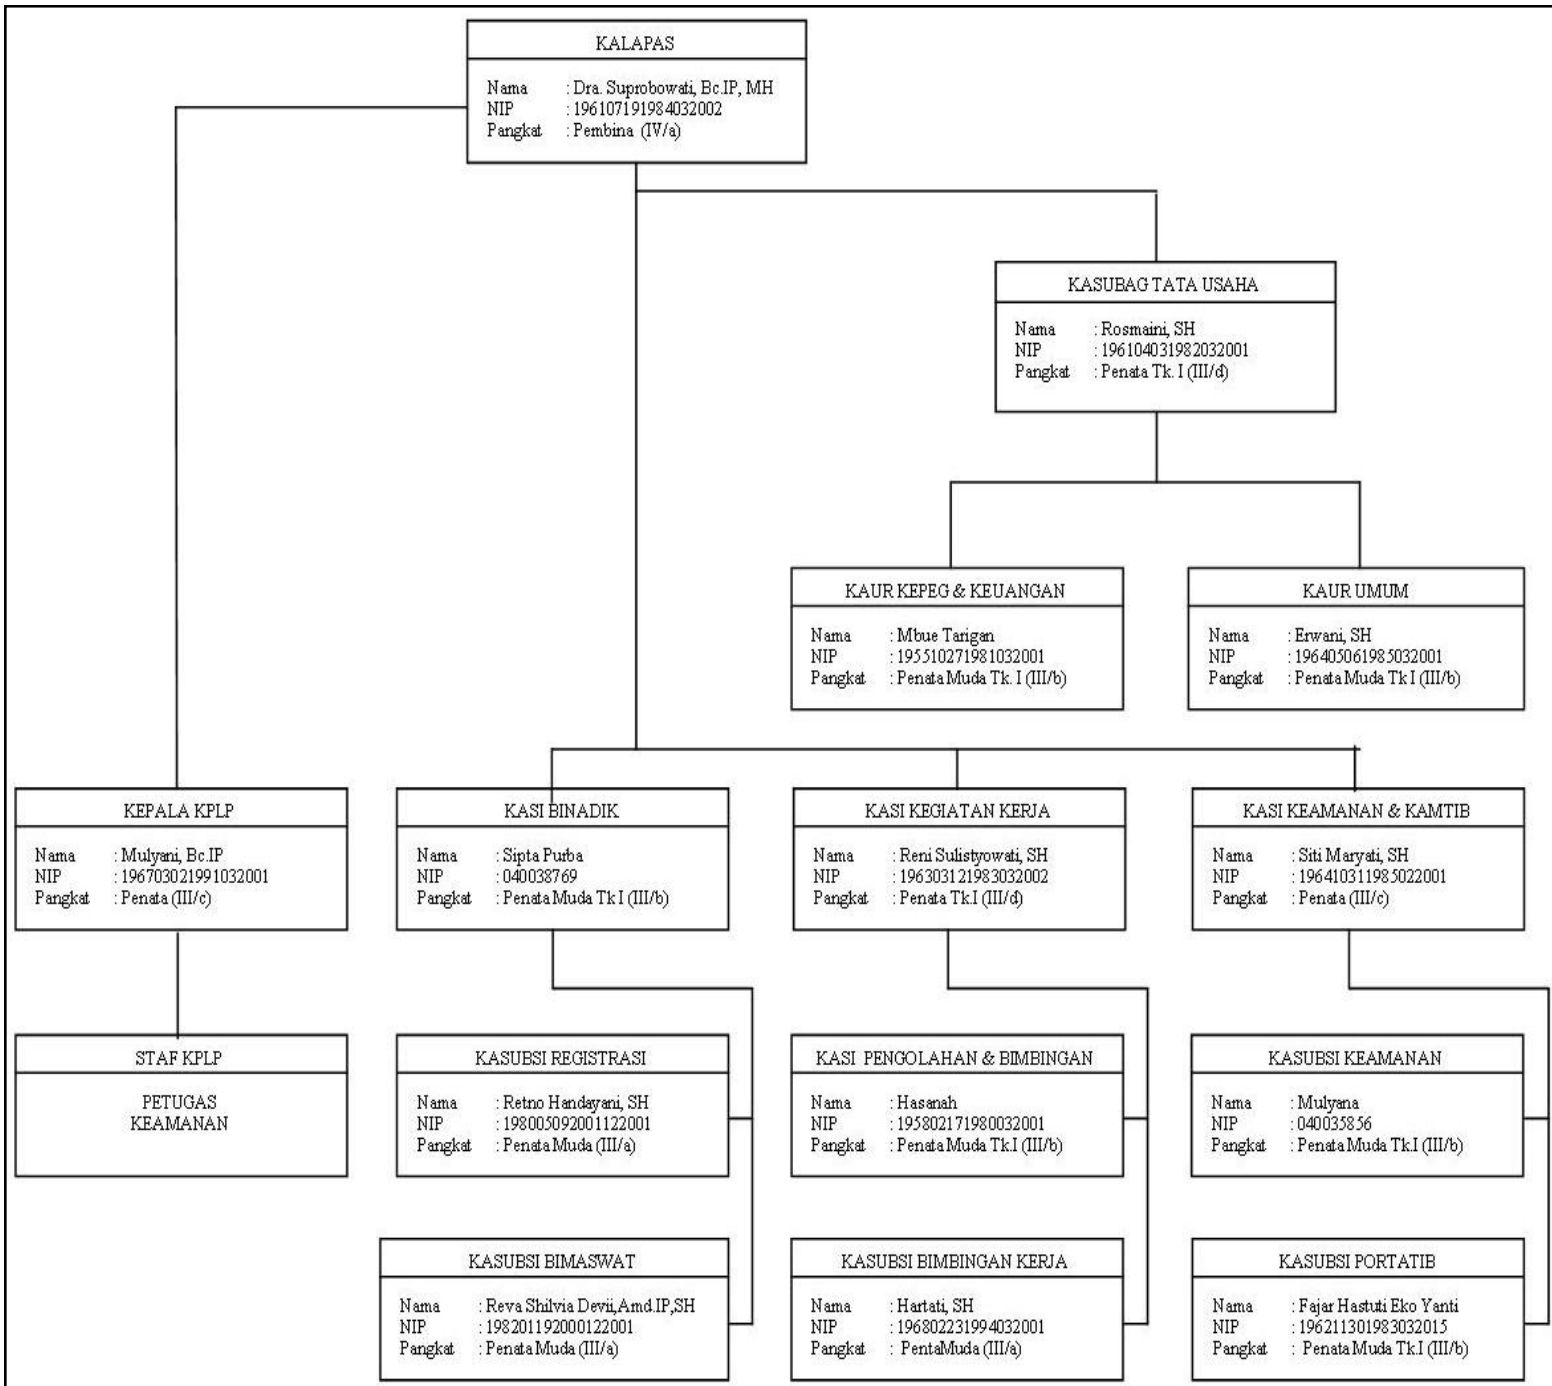 KALAPAS
Nama : Dra. Suprobowati, Bc.IP, MH
NIP : 196107191984032002
Pangkat : Pembina (IV/a)
KASUBAG TATA USAHA
Nama : Rosmaini, SH
NIP : 196104031982032001
Pangkat : Penata Tk. I (III/d)
KAUR KEPEG & KEUANGAN
Nama : Mbue Tarigan
NIP : 195510271981032001
Pangkat : Penata Muda Tk. I (III/b)
KAUR UMUM
Nama : Erwani, SH
NIP : 196405061985032001
Pangkat : Penata Muda Tk I (III/b)
KEPALA KPLP
Nama : Mulyani, Bc.IP
NIP : 196703021991032001
Pangkat : Penata (III/c)
KASI BINADIK
Nama : Sipta Purba
NIP : 040038769
Pangkat : Penata Muda Tk I (III/b)
KASI KEGIATAN KERJA
Nama : Reni Sulistyowati, SH
NIP : 196303121983032002
Pangkat : Penata Tk.I (III/d)
KASI KEAMANAN & KAMTIB
Nama : Siti Maryati, SH
NIP : 196410311985022001
Pangkat : Penata (III/c)
STAF KPLP
PETUGAS
KEAMANAN
KASUBSI REGISTRASI
Nama : Retno Handayani, SH
NIP : 198005092001122001
Pangkat : Penata Muda (III/a)
KASI PENGOLAHAN & BIMBINGAN
Nama : Hasanah
NIP : 195802171980032001
Pangkat : Penata Muda Tk.I (III/b)
KASUBSI KEAMANAN
Nama : Mulyana
NIP : 040035856
Pangkat : Penata Muda Tk.I (III/b)
KASUBSI BIMASWAT
Nama : Reva Shilvia Devii,Amd.IP,SH
NIP : 198201192000122001
Pangkat : Penata Muda (III/a)
KASUBSI BIMBINGAN KERJA
Nama : Hartati, SH
NIP : 196802231994032001
Pangkat : PentaMuda (III/a)
KASUBSI PORTATIB
Nama : Fajar Hastuti Eko Yanti
NIP : 196211301983032015
Pangkat : Penata Muda Tk.I (III/b)